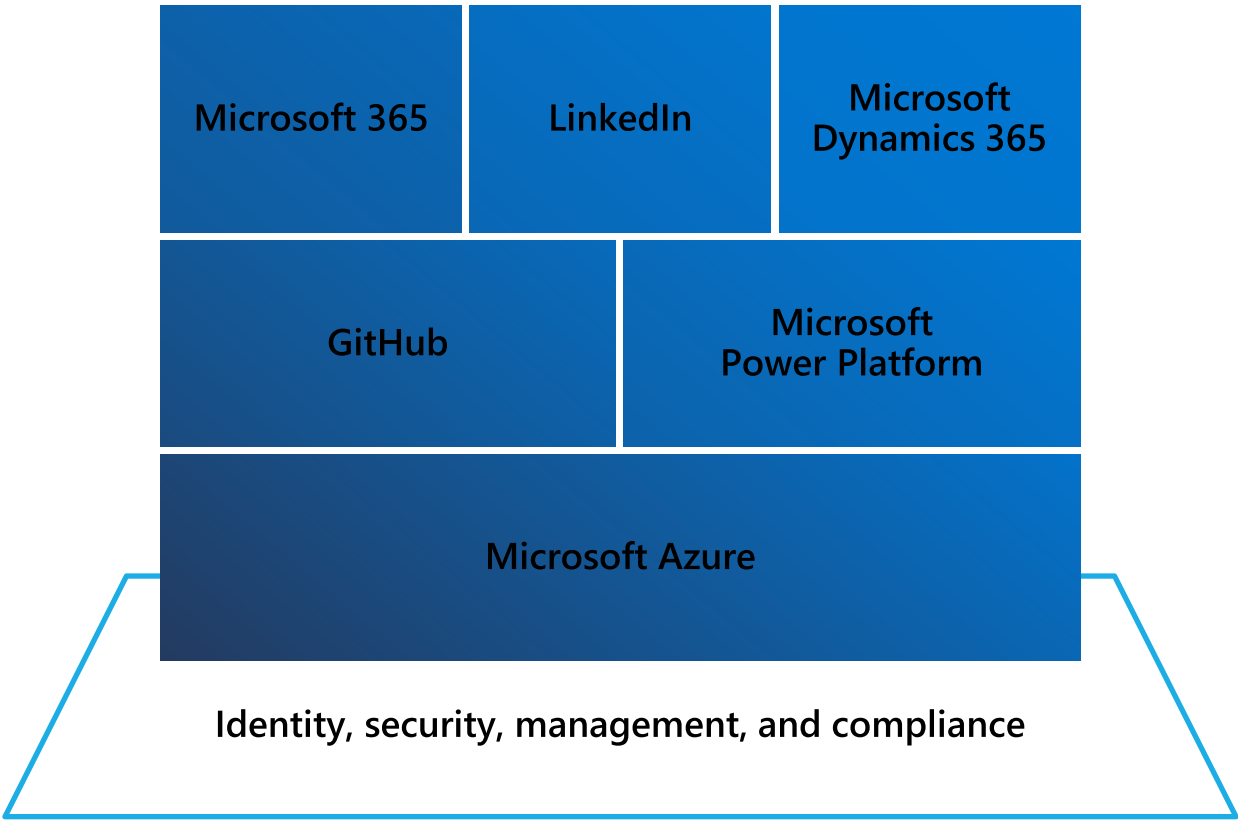 Microsoft 365
LinkedIn
Microsoft
Dynamics 365
GitHub
Microsoft
Power Platform
Microsoft Azure
Identity, security, management, and compliance